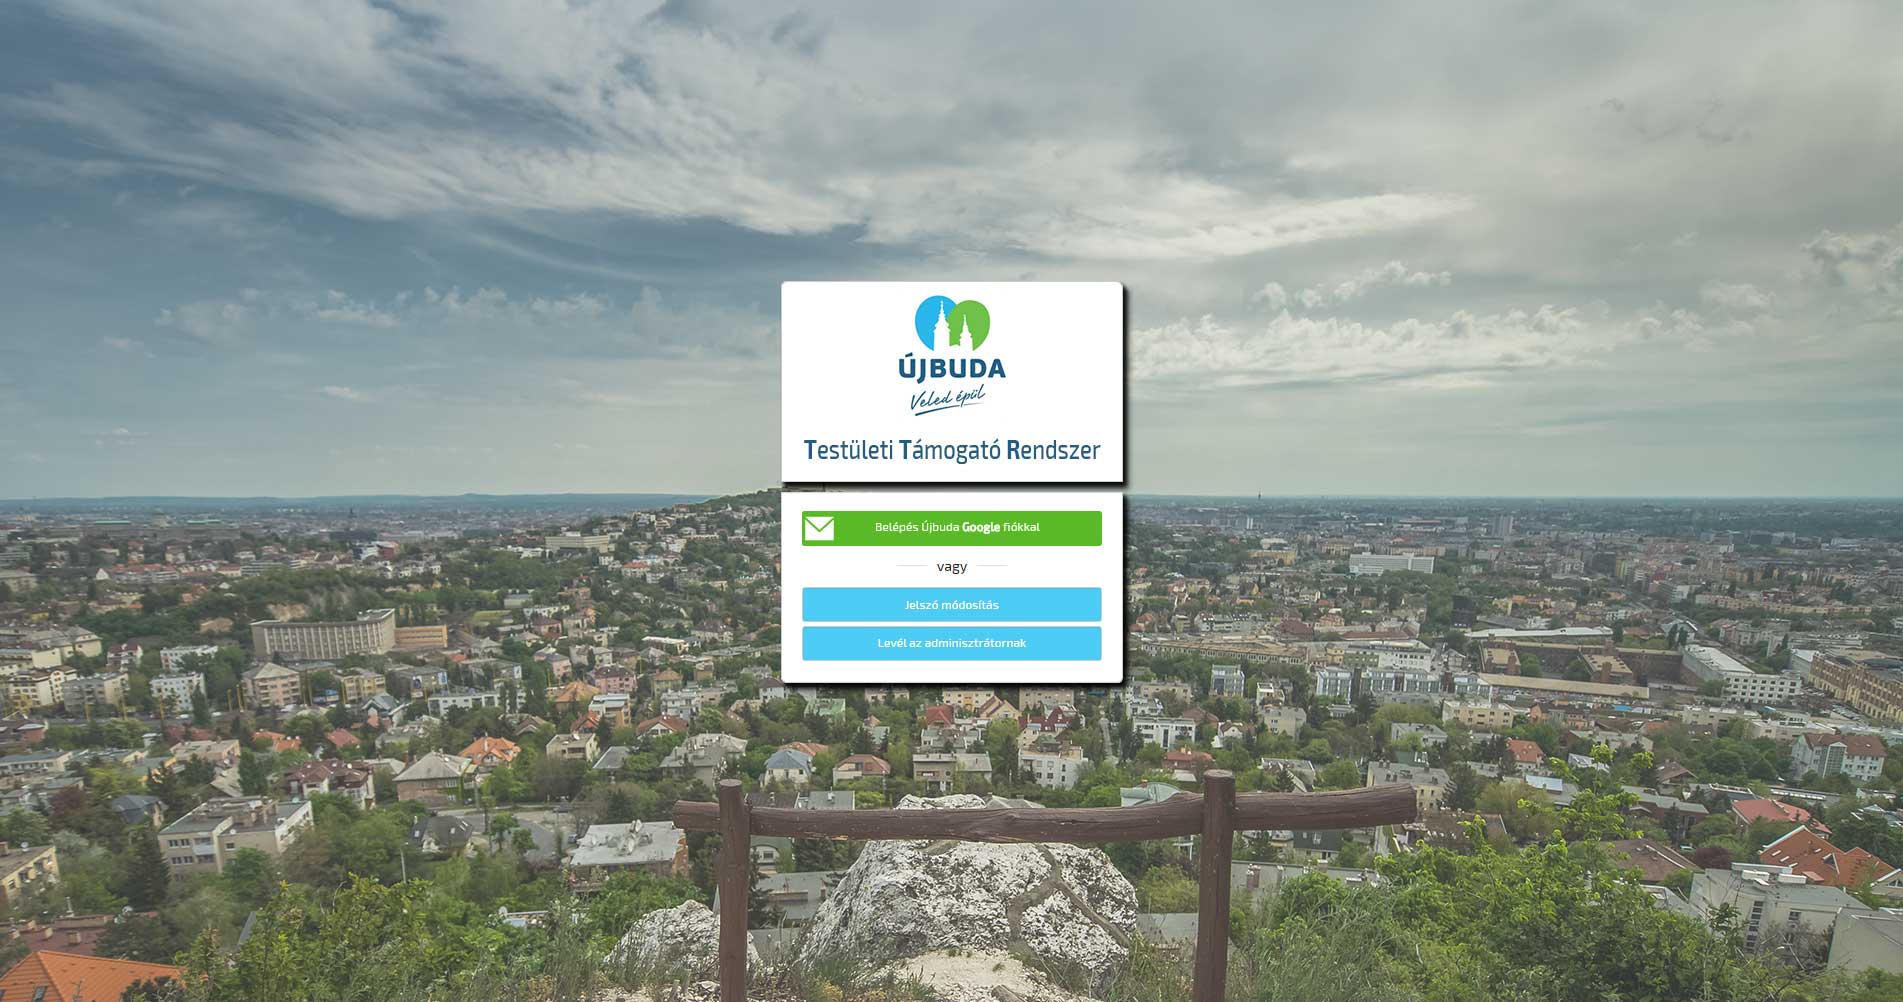 ÚJBUDA
Veled épül
Testületi Támogató Rendszer
Belépés Újbuda Google fiókkal
vagy
Jelszó módosítás
Levél az adminisztrátornak